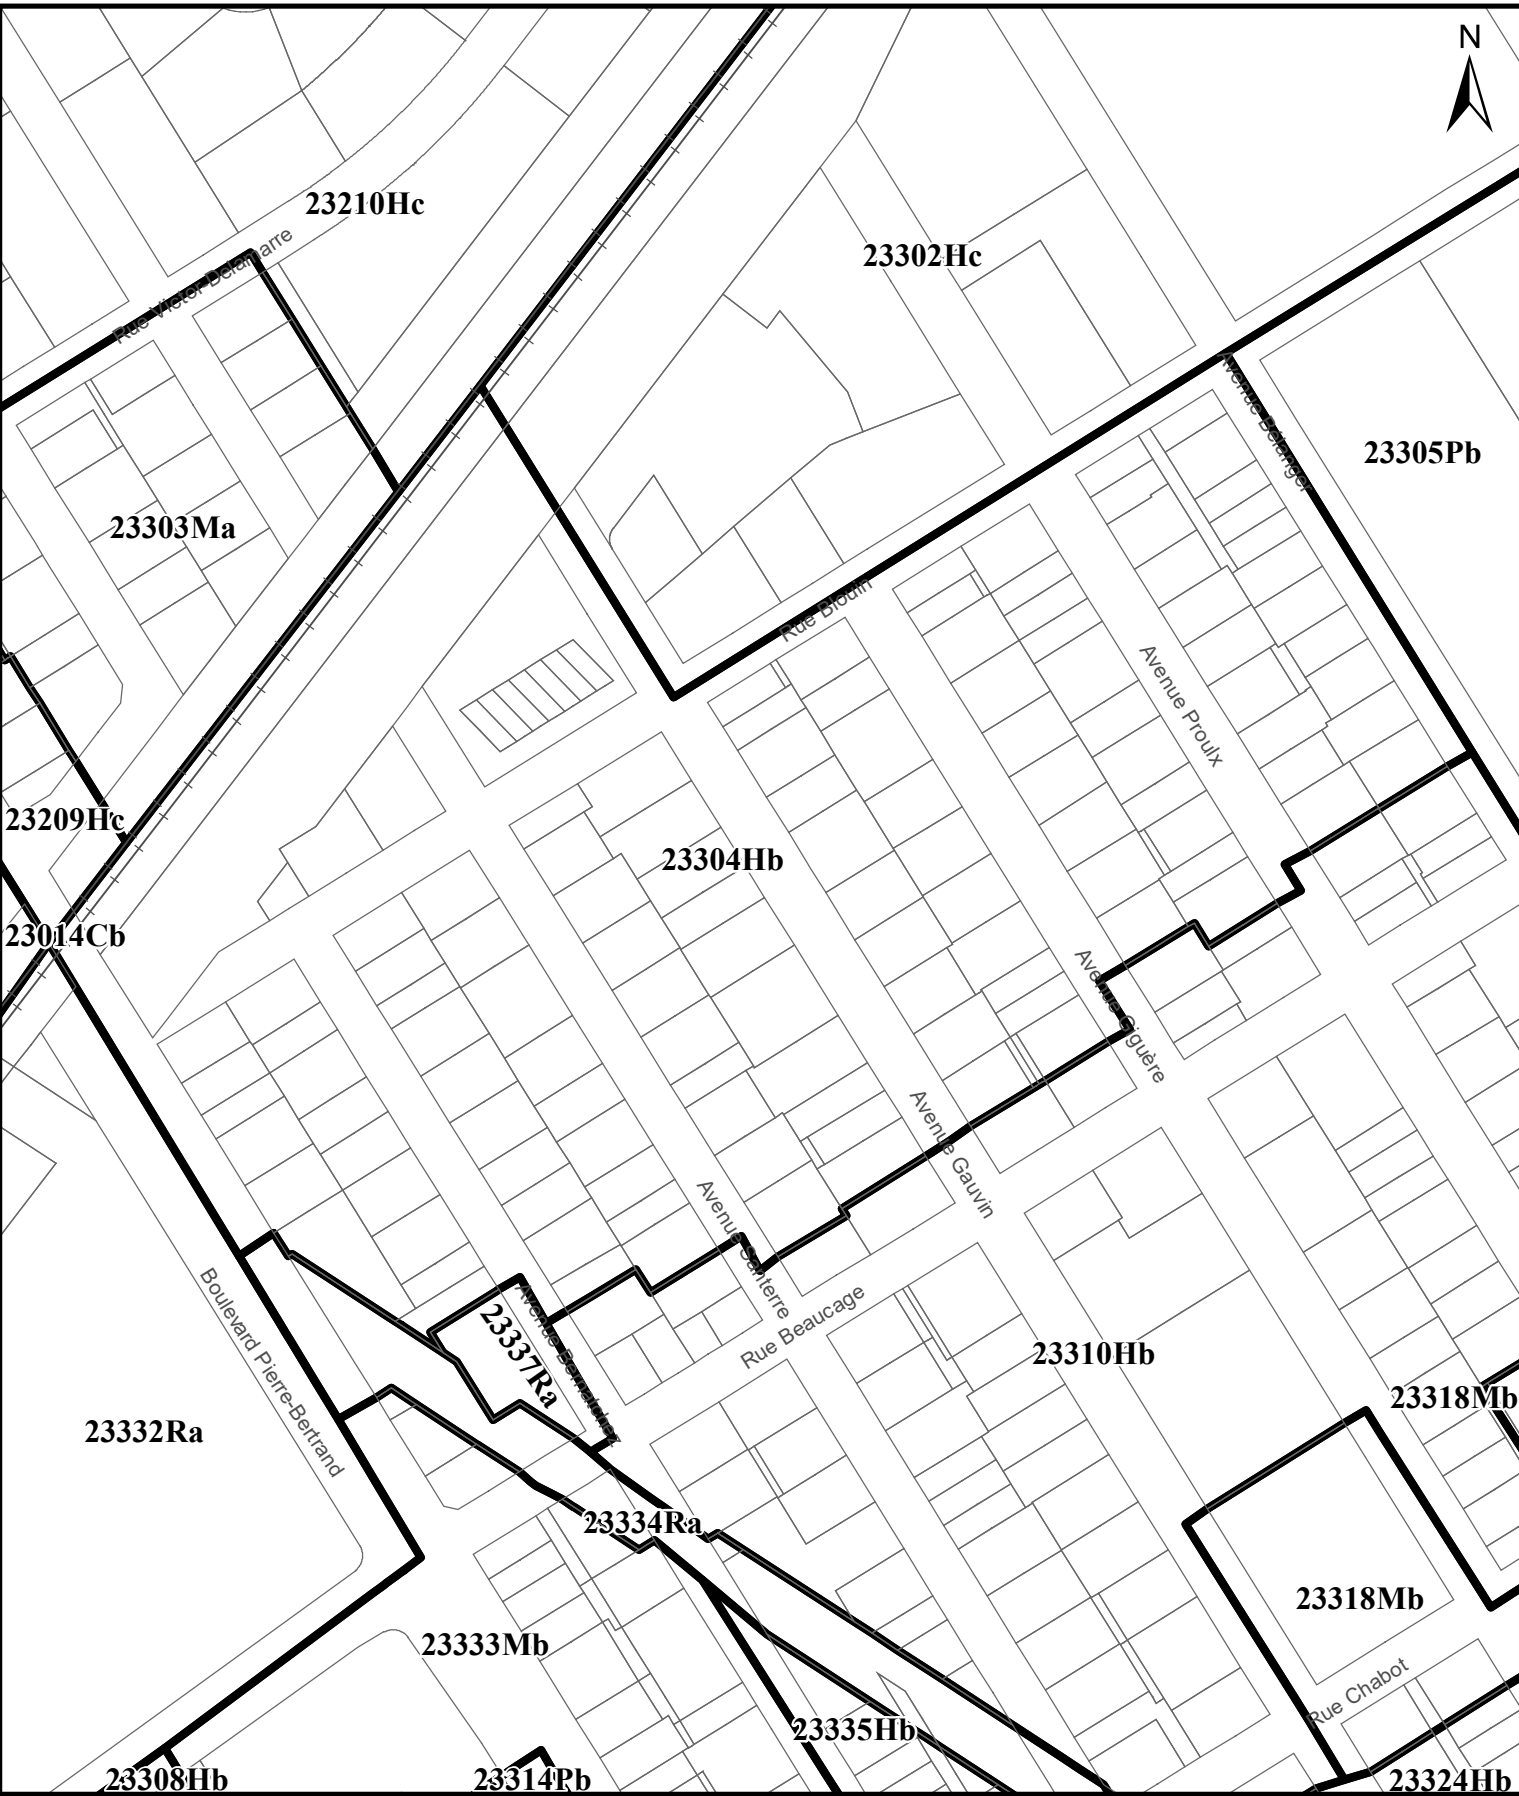 N
23210Hc
23302Hc
Rue Victor-Delamarre
Avenue Bélanger
23305Pb
23303Ma
Rue Blouin
Avenue Proulx
23209Hc
23304Hb
23014Cb
Avenue Giguère
Avenue Gauvin
Avenue Santerre
Boulevard Pierre-Bertrand
Avenue Bernatchez
23337Ra
Rue Beaucage
23310Hb
23318Mb
23332Ra
23334Ra
23318Mb
23333Mb
Rue Chabot
23335Hb
23308Hb
23314Pb
23324Hb